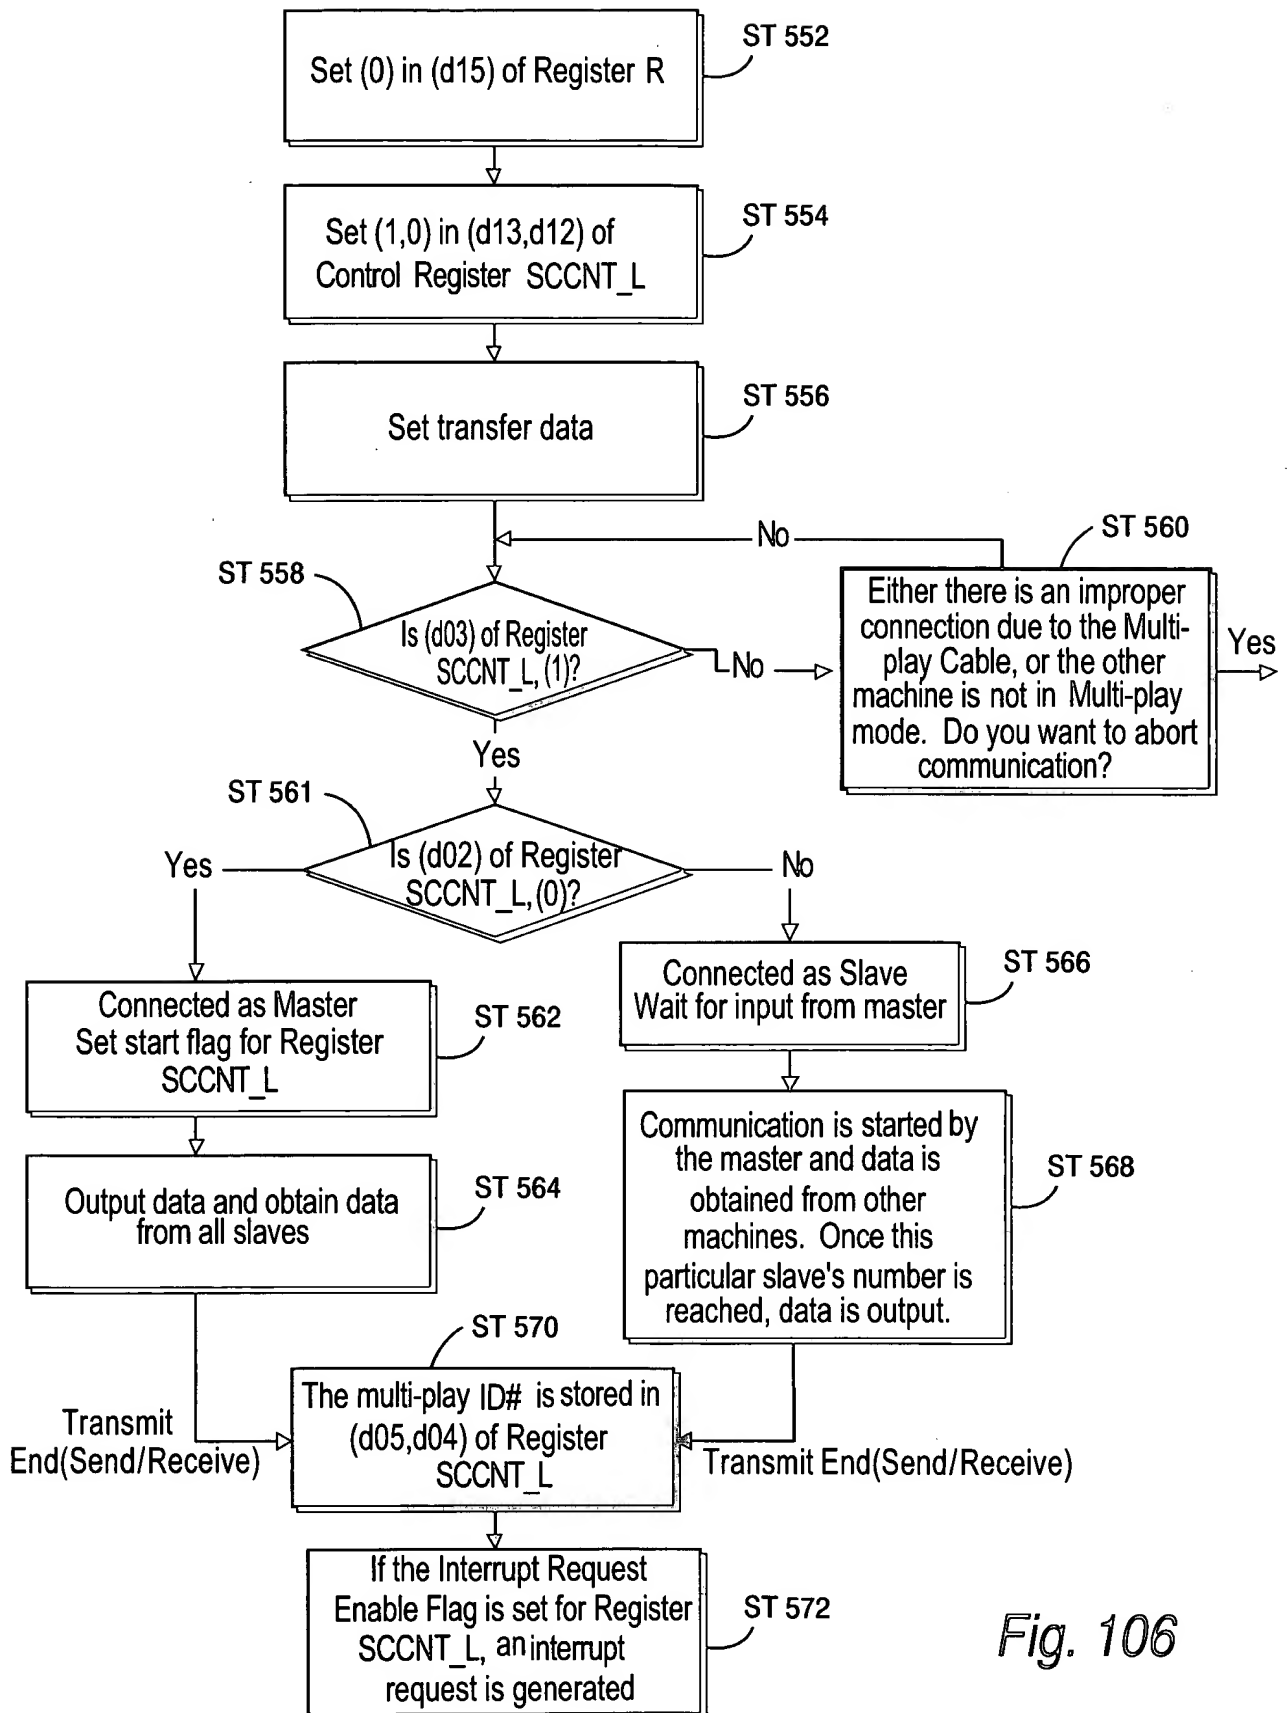 ST 552
Set (0) in (d15) of Register R
ST 554
Set (1,0) in (d13,d12) of
Control Register SCCNT_L
ST 556
Set transfer data
No
ST 560
Either there is an improper
connection due to the Multi-
play Cable, or the other
machine is not in Multi-play
mode. Do you want to abort
communication?
Yes
ST 558
Is (d03) of Register
SCCNT_L, (1)?
No
Yes
ST 561
Is (d02) of Register
SCCNT_L, (0)?
Yes
No
Connected as Master
Set start flag for Register
SCCNT_L
ST 562
Connected as Slave
Wait for input from master
ST 566
Output data and obtain data
from all slaves
ST 564
Communication is started by
the master and data is
obtained from other
machines. Once this
particular slave's number is
reached, data is output.
ST 568
ST 570
The multi-play ID# is stored in
(d05,d04) of Register
SCCNT_L
Transmit
End(Send/Receive)
Transmit End(Send/Receive)
If the Interrupt Request
Enable Flag is set for Register
SCCNT_L, an interrupt
request is generated
ST 572
Fig. 106